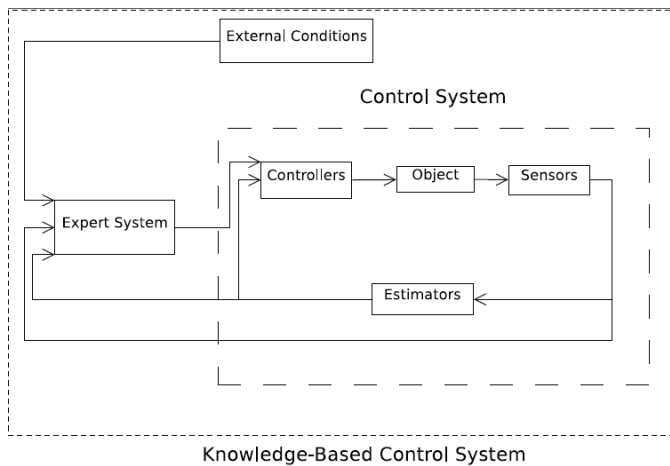 External Conditions
Control System
Controllers
Object
Sensors
Expert System
Estimators
Knowledge-Based Control System